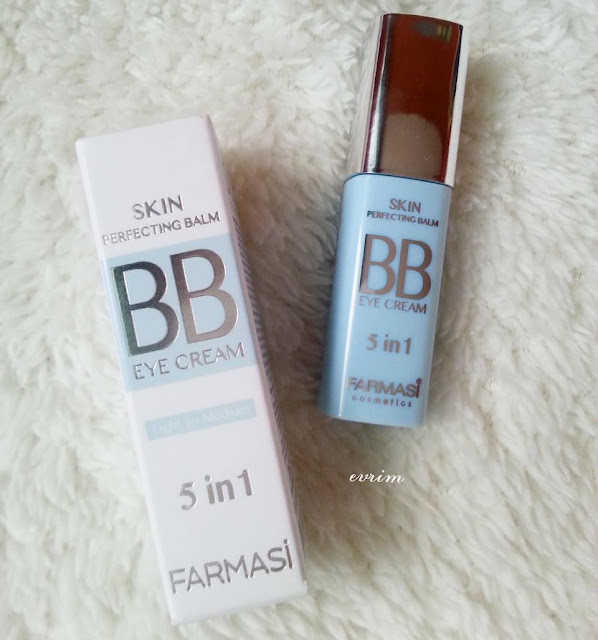 SKIN
PERFECTING BALM
BB
EYE CREAM
Light To Medium
5 in 1
FARMASİ
SKIN
PERFECTING BALM
BB
EYE CREAM
5 in 1
FARMASİ
cosmetics
evrim